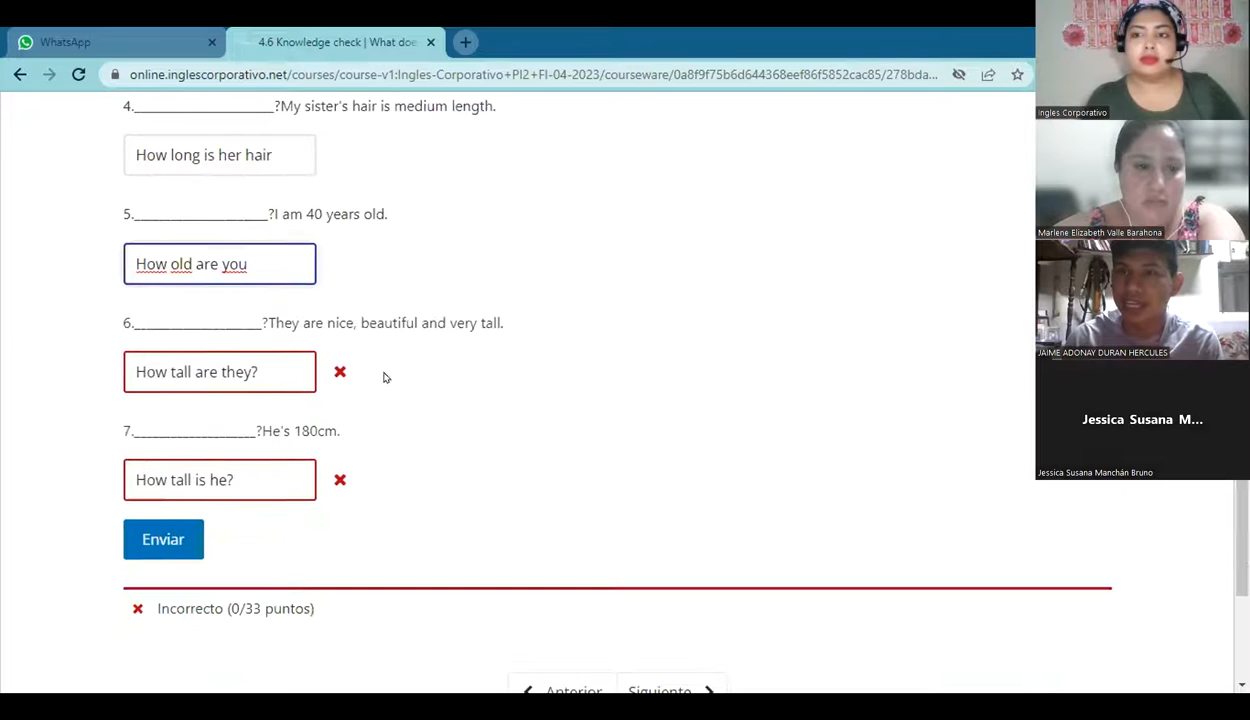 WhatsApp
4.6 Knowledge check | What doe
online.inglescorporativo.net/courses/course-v1:Ingles-Corporativo+PI2+FI-04-2023/courseware/0a8f9f75b6d644368eef86f5852cac85/278bda...
4.____________________?My sister's hair is medium length.
How long is her hair
5.___________________?I am 40 years old.
How old are you
6.__________________?They are nice, beautiful and very tall.
How tall are they?
7._________________?He's 180cm.
How tall is he?
Enviar
Incorrecto (0/33 puntos)
Anterior
Siguiente
Ingles Corporativo
Marlene Elizabeth Valle Barahona
JAIME ADONAY DURAN HERCULES
Jessica Susana M...
Jessica Susana Manchán Bruno